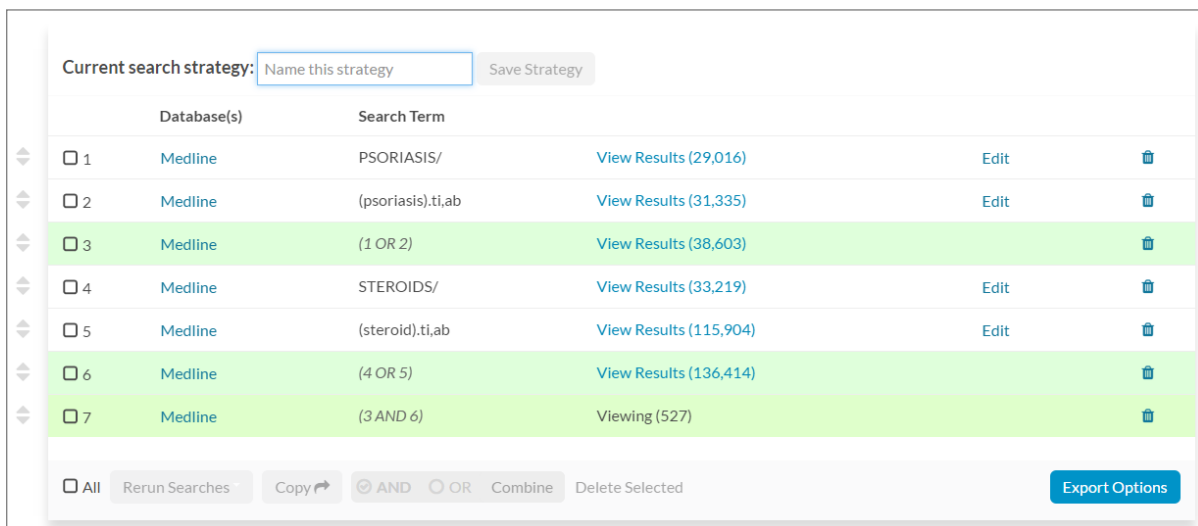 Current search strategy: Name this strategy Save Strategy
Database(s) Search Term
1 Medline PSORIASIS/ View Results (29,016) Edit
2 Medline (psoriasis).ti,ab View Results (31,335) Edit
3 Medline (1 OR 2) View Results (38,603)
4 Medline STEROIDS/ View Results (33,219) Edit
5 Medline (steroid).ti,ab View Results (115,904) Edit
6 Medline (4 OR 5) View Results (136,414)
7 Medline (3 AND 6) Viewing (527)
All Rerun Searches Copy AND OR Combine Delete Selected Export Options